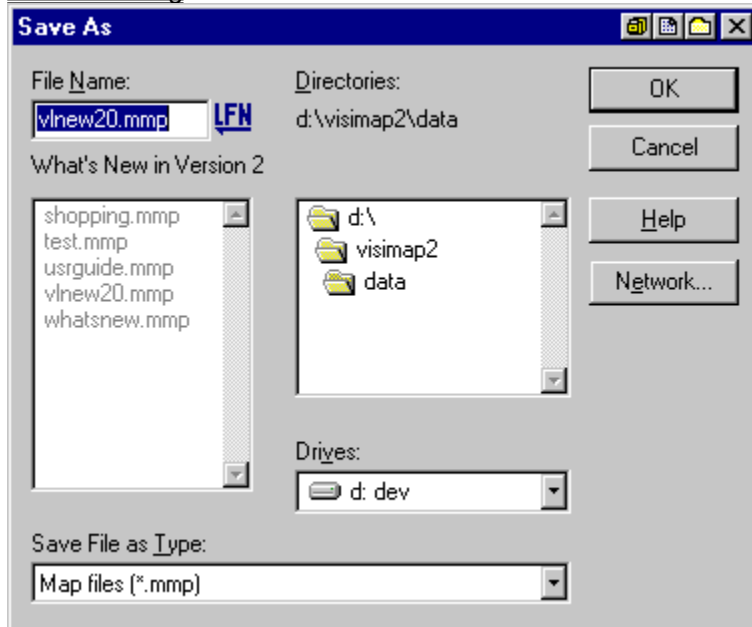 Save As
File Name:
vlnew20.mmp
LFN
What's New in Version 2
shopping.mmp
test.mmp
usrguide.mmp
vlnew20.mmp
whatsnew.mmp
Directories:
d:\visimap2\data
d:\
visimap2
data
Drives:
d: dev
Save File as Type:
Map files (*.mmp)
OK
Cancel
Help
Network...